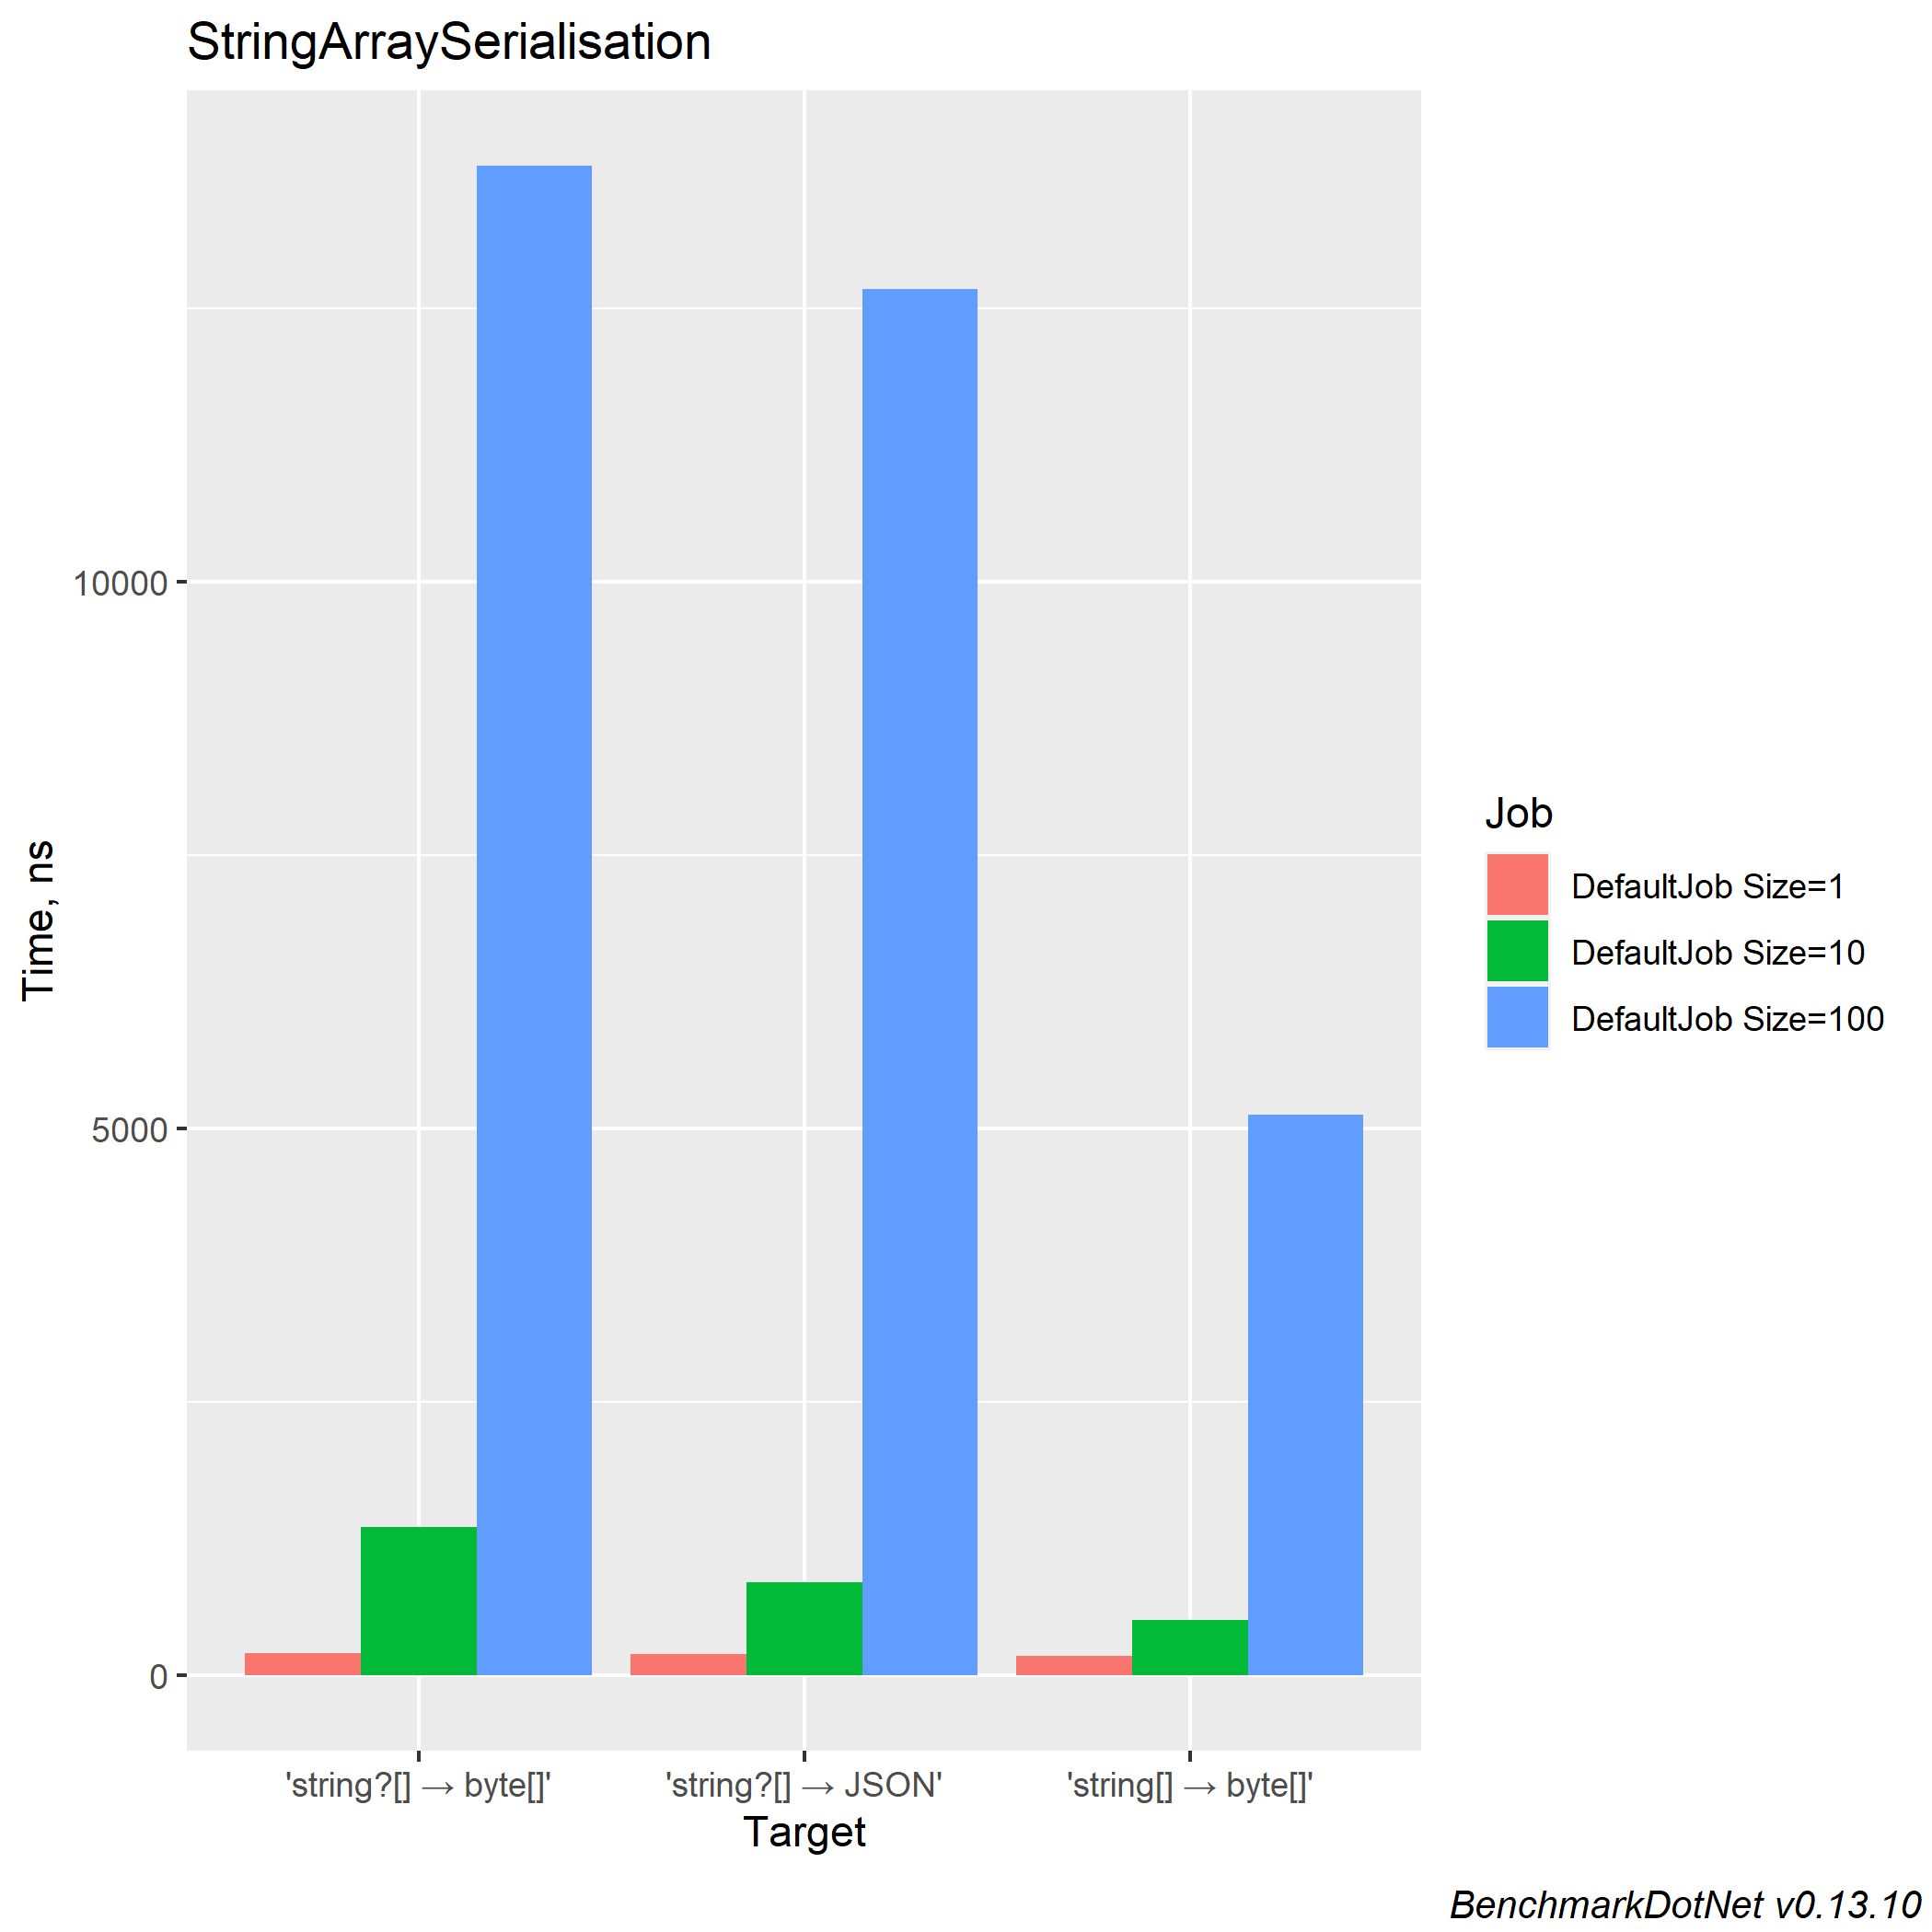 StringArraySerialisation
10000
5000
0
Time, ns
'string?[] → byte[]'
'string?[] → JSON'
'string[] → byte[]'
Target
Job
DefaultJob Size=1
DefaultJob Size=10
DefaultJob Size=100
BenchmarkDotNet v0.13.10